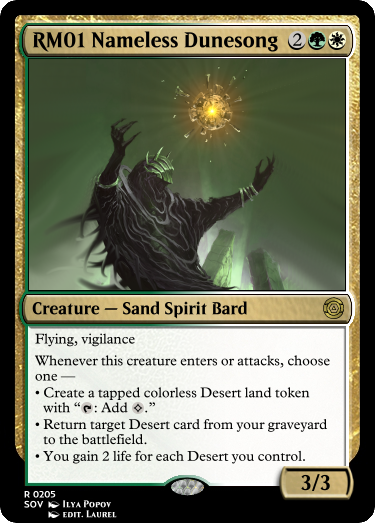 RM01 Nameless Dunesong 2
Creature — Sand Spirit Bard
Flying, vigilance
Whenever this creature enters or attacks, choose
one —
• Create a tapped colorless Desert land token
with “: Add .”
• Return target Desert card from your graveyard
to the battlefield.
• You gain 2 life for each Desert you control.
3/3
R 0205
SOV Ilya Popov
edit. Laurel